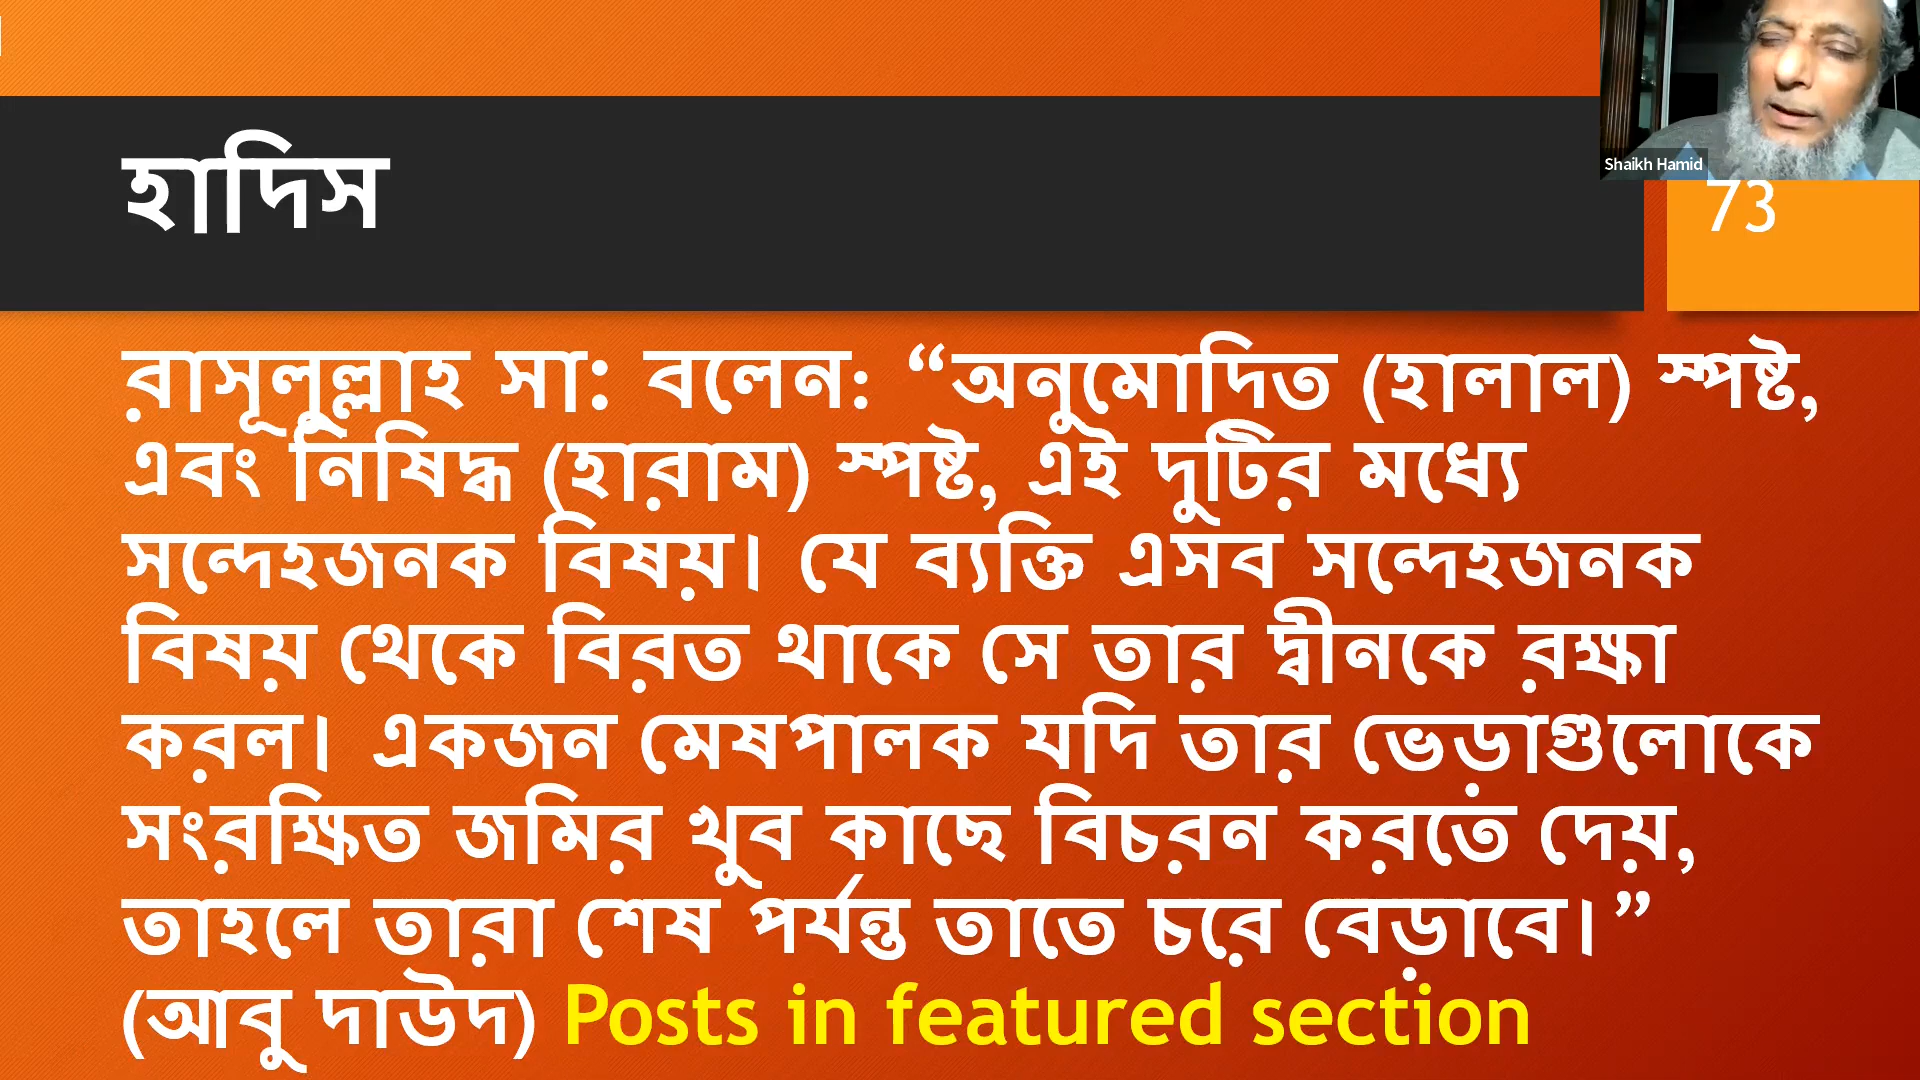 Shaikh Hamid
হাদিস
73
রাসূলুল্লাহ সা: বলেন: “অনুমোদিত (হালাল) স্পষ্ট,
এবং নিষিদ্ধ (হারাম) স্পষ্ট, এই দুটির মধ্যে
সন্দেহজনক বিষয়। যে ব্যক্তি এসব সন্দেহজনক
বিষয় থেকে বিরত থাকে সে তার দ্বীনকে রক্ষা
করল। একজন মেষপালক যদি তার ভেড়াগুলোকে
সংরক্ষিত জমির খুব কাছে বিচরন করতে দেয়,
তাহলে তারা শেষ পর্যন্ত তাতে চরে বেড়াবে।”
(আবু দাউদ) Posts in featured section